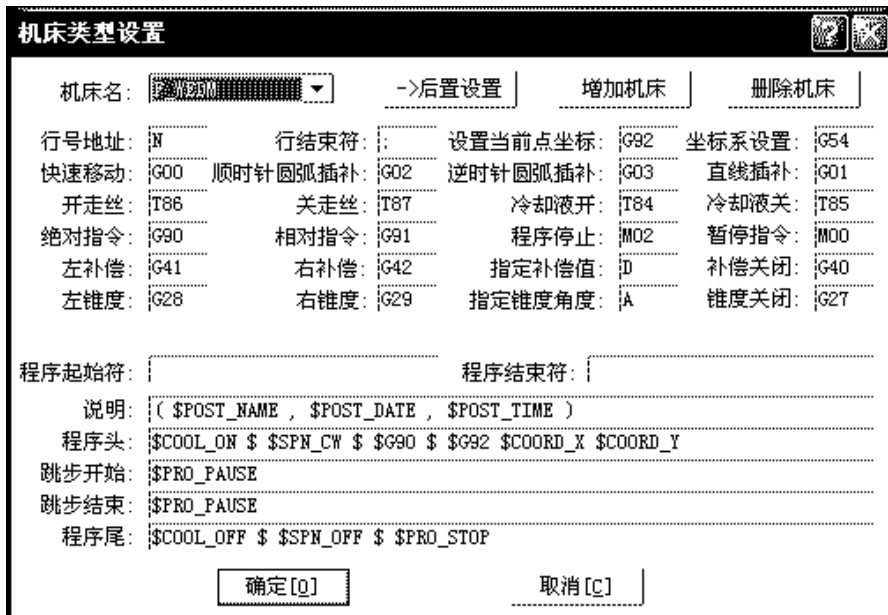 机床类型设置
机床名: ->后置设置 增加机床 删除机床
行号地址: N 行结束符: ; 设置当前点坐标: G92 坐标系设置: G54
快速移动: G00 顺时针圆弧插补: G02 逆时针圆弧插补: G03 直线插补: G01
开走丝: T86 关走丝: T87 冷却液开: T84 冷却液关: T85
绝对指令: G90 相对指令: G91 程序停止: M02 暂停指令: M00
左补偿: G41 右补偿: G42 指定补偿值: D 补偿关闭: G40
左锥度: G28 右锥度: G29 指定锥度角度: A 锥度关闭: G27
程序起始符: 程序结束符:
说明: ( $POST_NAME , $POST_DATE , $POST_TIME )
程序头: $COOL_ON $ $SPN_CW $ $G90 $ $G92 $COORD_X $COORD_Y
跳步开始: $PRO_PAUSE
跳步结束: $PRO_PAUSE
程序尾: $COOL_OFF $ $SPN_OFF $ $PRO_STOP
确定[O] 取消[C]